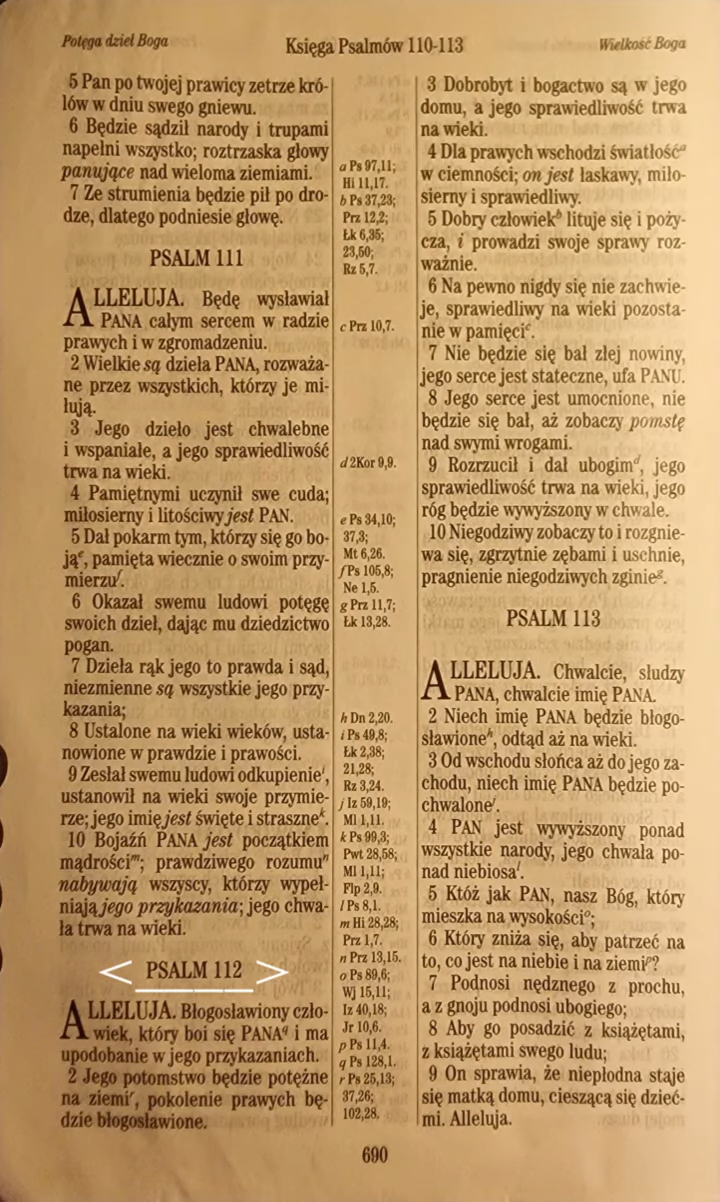 Potęga dzieł Boga
Księga Psalmów 110-113
Wielkość Boga
5 Pan po twojej prawicy zetrze kró-
lów w dniu swego gniewu.
6 Będzie sądził narody i trupami
napełni wszystko; roztrzaska głowy
panujące nad wieloma ziemiami.
7 Ze strumienia będzie pił po dro-
dze, dlatego podniesie głowę.
PSALM 111
ALLELUJA. Będę wysławiał
PANA całym sercem w radzie
prawych i w zgromadzeniu.
2 Wielkie są dzieła PANA, rozważa-
ne przez wszystkich, którzy je mi-
łują.
3 Jego dzieło jest chwalebne
i wspaniałe, a jego sprawiedliwość
trwa na wieki.
4 Pamiętnymi uczynił swe cuda;
miłosierny i litościwy jest PAN.
5 Dał pokarm tym, którzy się go bo-
ją^e, pamięta wiecznie o swoim przy-
mierzu^f.
6 Okazał swemu ludowi potęgę
swoich dzieł, dając mu dziedzictwo
pogan.
7 Dzieła rąk jego to prawda i sąd,
niezmienne są wszystkie jego przy-
kazania;
8 Ustalone na wieki wieków, usta-
nowione w prawdzie i prawości.
9 Zesłał swemu ludowi odkupienie^i,
ustanowił na wieki swoje przymie-
rze; jego imię jest święte i straszne^k.
10 Bojaźń PANA jest początkiem
mądrości^m; prawdziwego rozumu^n
nabywają wszyscy, którzy wypeł-
niają jego przykazania; jego chwa-
ła trwa na wieki.
< PSALM 112 >
ALLELUJA. Błogosławiony czło-
wiek, który boi się PANA^q i ma
upodobanie w jego przykazaniach.
2 Jego potomstwo będzie potężne
na ziemi^r, pokolenie prawych bę-
dzie błogosławione.
a Ps 97,11;
Hi 11,17.
b Ps 37,23;
Prz 12,2;
Łk 6,35;
23,50;
Rz 5,7.
c Prz 10,7.
d 2Kor 9,9.
e Ps 34,10;
37,3;
Mt 6,26.
f Ps 105,8;
Ne 1,5.
g Prz 11,7;
Łk 13,28.
h Dn 2,20.
i Ps 49,8;
Łk 2,38;
21,28;
Rz 3,24.
j Iz 59,19;
Ml 1,11.
k Ps 99,3;
Pwt 28,58;
Ml 1,11;
Flp 2,9.
l Ps 8,1.
m Hi 28,28;
Prz 1,7.
n Prz 13,15.
o Ps 89,6;
Wj 15,11;
Iz 40,18;
Jr 10,6.
p Ps 11,4.
q Ps 128,1.
r Ps 25,13;
37,26;
102,28.
3 Dobrobyt i bogactwo są w jego
domu, a jego sprawiedliwość trwa
na wieki.
4 Dla prawych wschodzi światłość^a
w ciemności; on jest łaskawy, miło-
sierny i sprawiedliwy.
5 Dobry człowiek^b lituje się i poży-
cza, i prowadzi swoje sprawy roz-
ważnie.
6 Na pewno nigdy się nie zachwie-
je, sprawiedliwy na wieki pozosta-
nie w pamięci^c.
7 Nie będzie się bał złej nowiny,
jego serce jest stateczne, ufa PANU.
8 Jego serce jest umocnione, nie
będzie się bał, aż zobaczy pomstę
nad swymi wrogami.
9 Rozrzucił i dał ubogim^d, jego
sprawiedliwość trwa na wieki, jego
róg będzie wywyższony w chwale.
10 Niegodziwy zobaczy to i rozgnie-
wa się, zgrzytnie zębami i uschnie,
pragnienie niegodziwych zginie^g.
PSALM 113
ALLELUJA. Chwalcie, słudzy
PANA, chwalcie imię PANA.
2 Niech imię PANA będzie błogo-
sławione^h, odtąd aż na wieki.
3 Od wschodu słońca aż do jego za-
chodu, niech imię PANA będzie po-
chwalone^j.
4 PAN jest wywyższony ponad
wszystkie narody, jego chwała po-
nad niebiosa^l.
5 Któż jak PAN, nasz Bóg, który
mieszka na wysokości^o;
6 Który zniża się, aby patrzeć na
to, co jest na niebie i na ziemi^p?
7 Podnosi nędznego z prochu,
a z gnoju podnosi ubogiego;
8 Aby go posadzić z książętami,
z książętami swego ludu;
9 On sprawia, że niepłodna staje
się matką domu, cieszącą się dzieć-
mi. Alleluja.
690